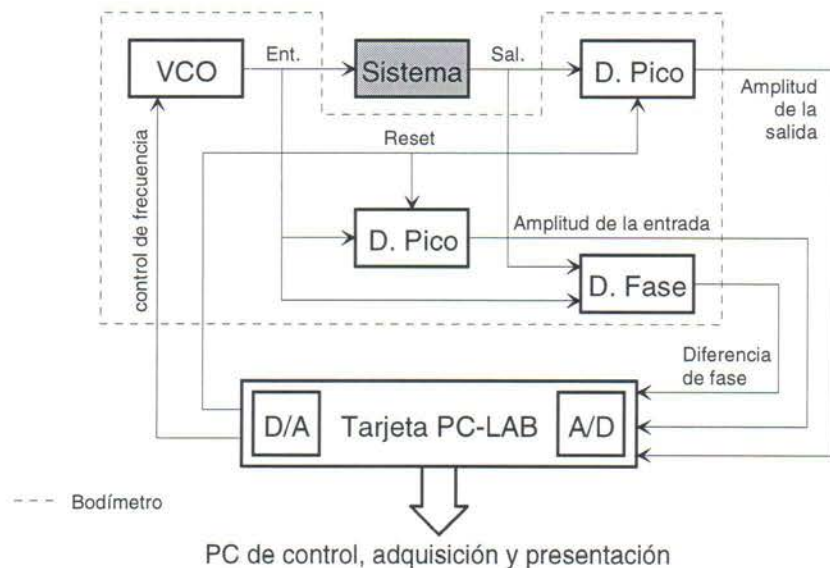 Ent.
Sal.
VCO
Sistema
D. Pico
Amplitud
de la
salida
Reset
control de frecuencia
D. Pico
Amplitud de la entrada
D. Fase
Diferencia
de fase
D/A
Tarjeta PC-LAB
A/D
Bodímetro
PC de control, adquisición y presentación